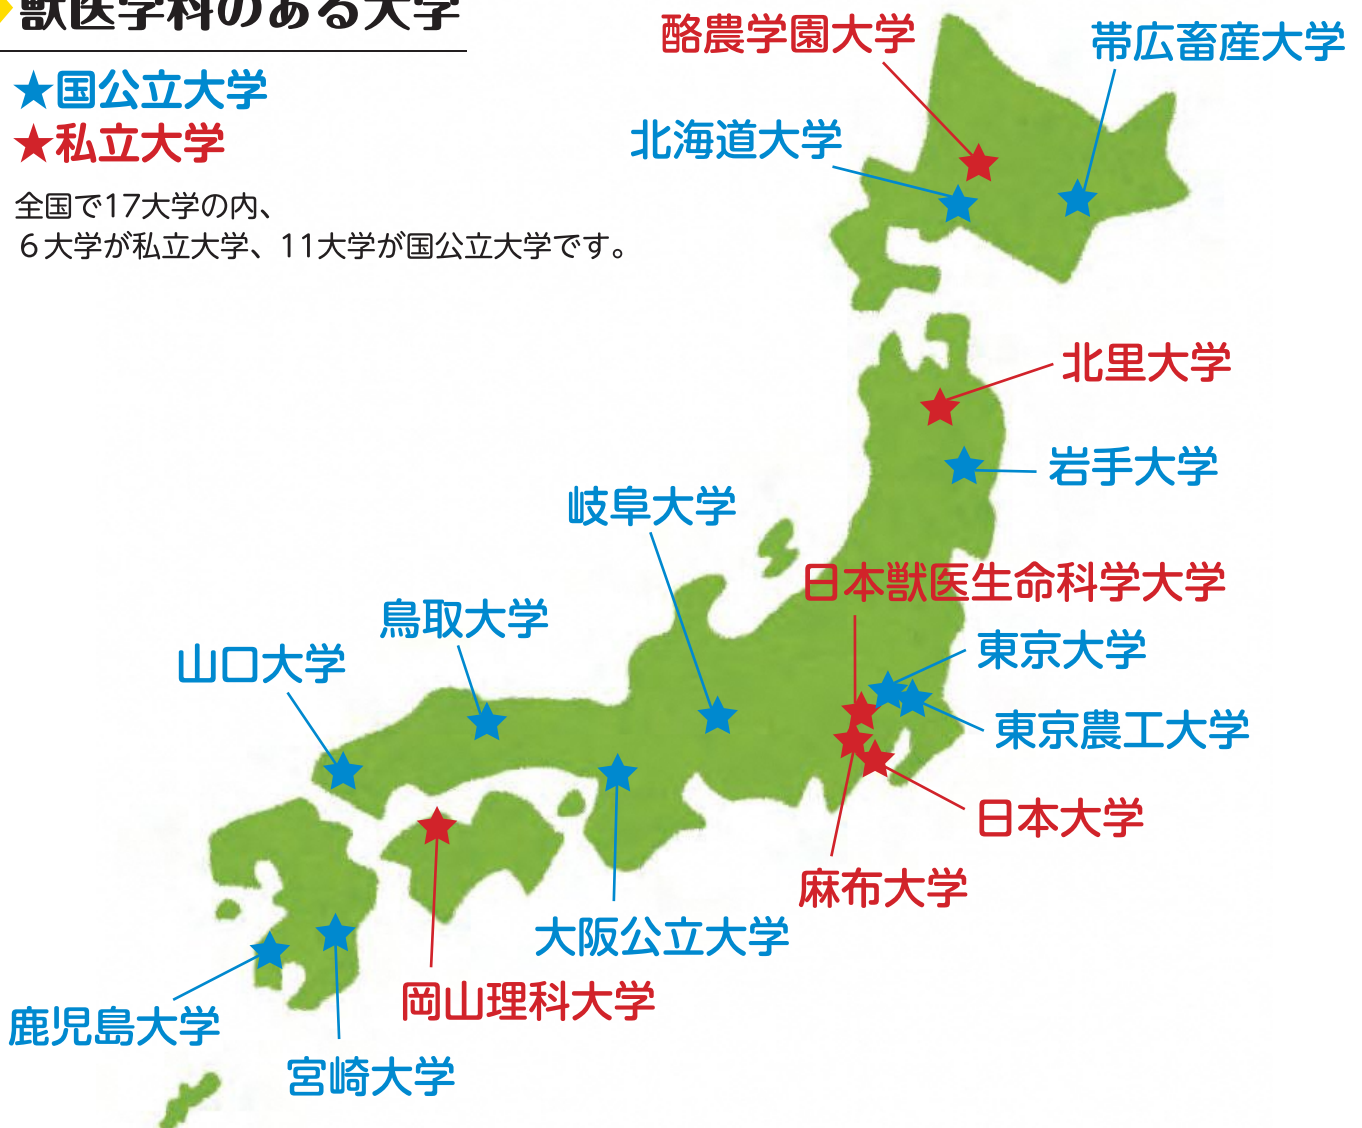 獣医学科のある大学
★国公立大学
★私立大学
全国で17大学の内、
6大学が私立大学、11大学が国公立大学です。
酪農学園大学
帯広畜産大学
北海道大学
北里大学
岩手大学
岐阜大学
日本獣医生命科学大学
鳥取大学
東京大学
山口大学
東京農工大学
日本大学
麻布大学
大阪公立大学
岡山理科大学
鹿児島大学
宮崎大学